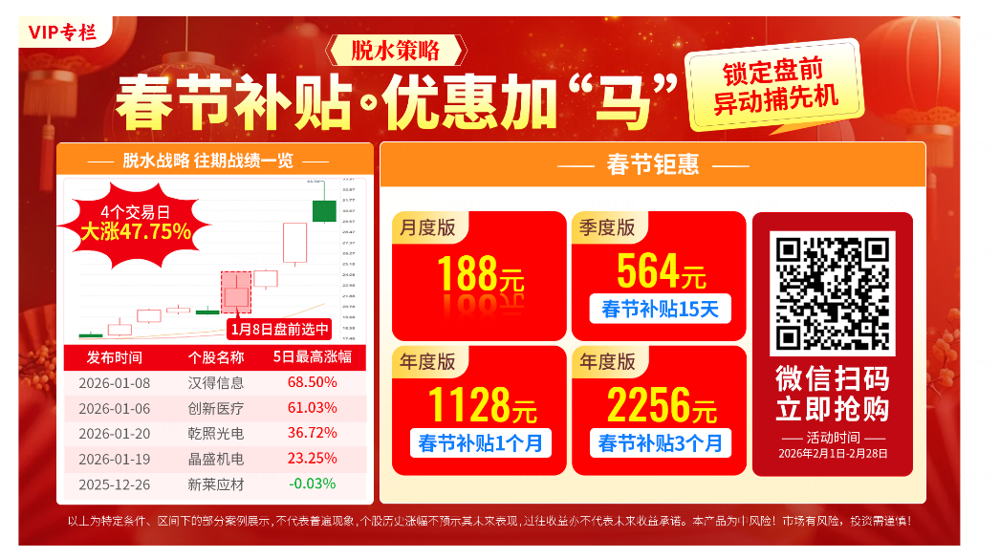 VIP专栏
脱水策略
春节补贴。优惠加“马”
锁定盘前
异动捕先机
脱水战略 往期战绩一览
4个交易日
大涨47.75%
1月8日盘前选中
发布时间 个股名称 5日最高涨幅
2026-01-08 汉得信息 68.50%
2026-01-06 创新医疗 61.03%
2026-01-20 乾照光电 36.72%
2026-01-19 晶盛机电 23.25%
2025-12-26 新莱应材 -0.03%
春节钜惠
月度版
188元
季度版
564元
春节补贴15天
年度版
1128元
春节补贴1个月
年度版
2256元
春节补贴3个月
微信扫码
立即抢购
活动时间
2026年2月1日-2月28日
以上为特定条件、区间下的部分案例展示,不代表普遍现象,个股历史涨幅不预示其未来表现,过往收益亦不代表未来收益承诺。本产品为中风险！市场有风险，投资需谨慎！